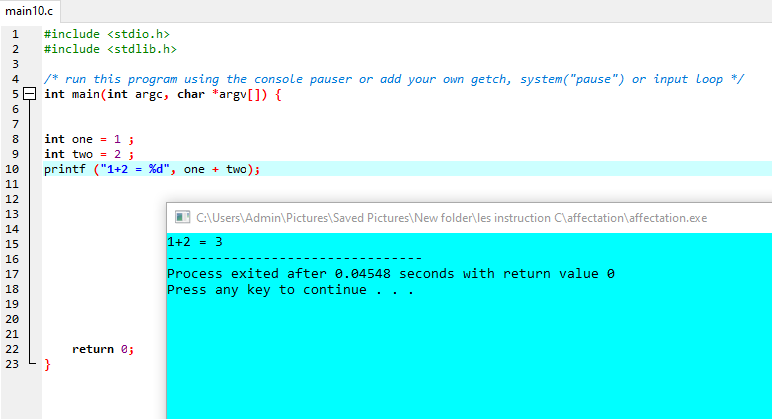 main10.c
1 #include <stdio.h>
2 #include <stdlib.h>
3
4 /* run this program using the console pauser or add your own getch, system("pause") or input loop */
5 int main(int argc, char *argv[]) {
6
7
8 int one = 1 ;
9 int two = 2 ;
10 printf ("1+2 = %d", one + two);
11
12
13
14
15
16
17
18
19
20
21
22 return 0;
23 }
C:\Users\Admin\Pictures\Saved Pictures\New folder\les instruction C\affectation\affectation.exe
1+2 = 3
--------------------------------
Process exited after 0.04548 seconds with return value 0
Press any key to continue . . .